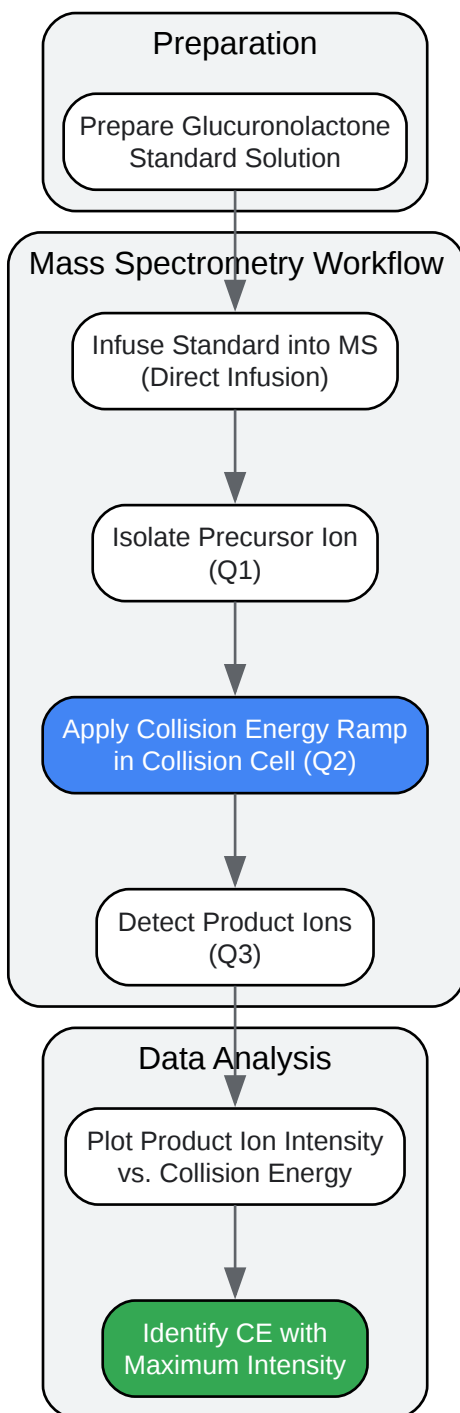 Preparation
Prepare Glucuronolactone
Standard Solution
Mass Spectrometry Workflow
Infuse Standard into MS
(Direct Infusion)
Isolate Precursor Ion
(Q1)
Apply Collision Energy Ramp
in Collision Cell (Q2)
Detect Product Ions
(Q3)
Data Analysis
Plot Product Ion Intensity
vs. Collision Energy
Identify CE with
Maximum Intensity